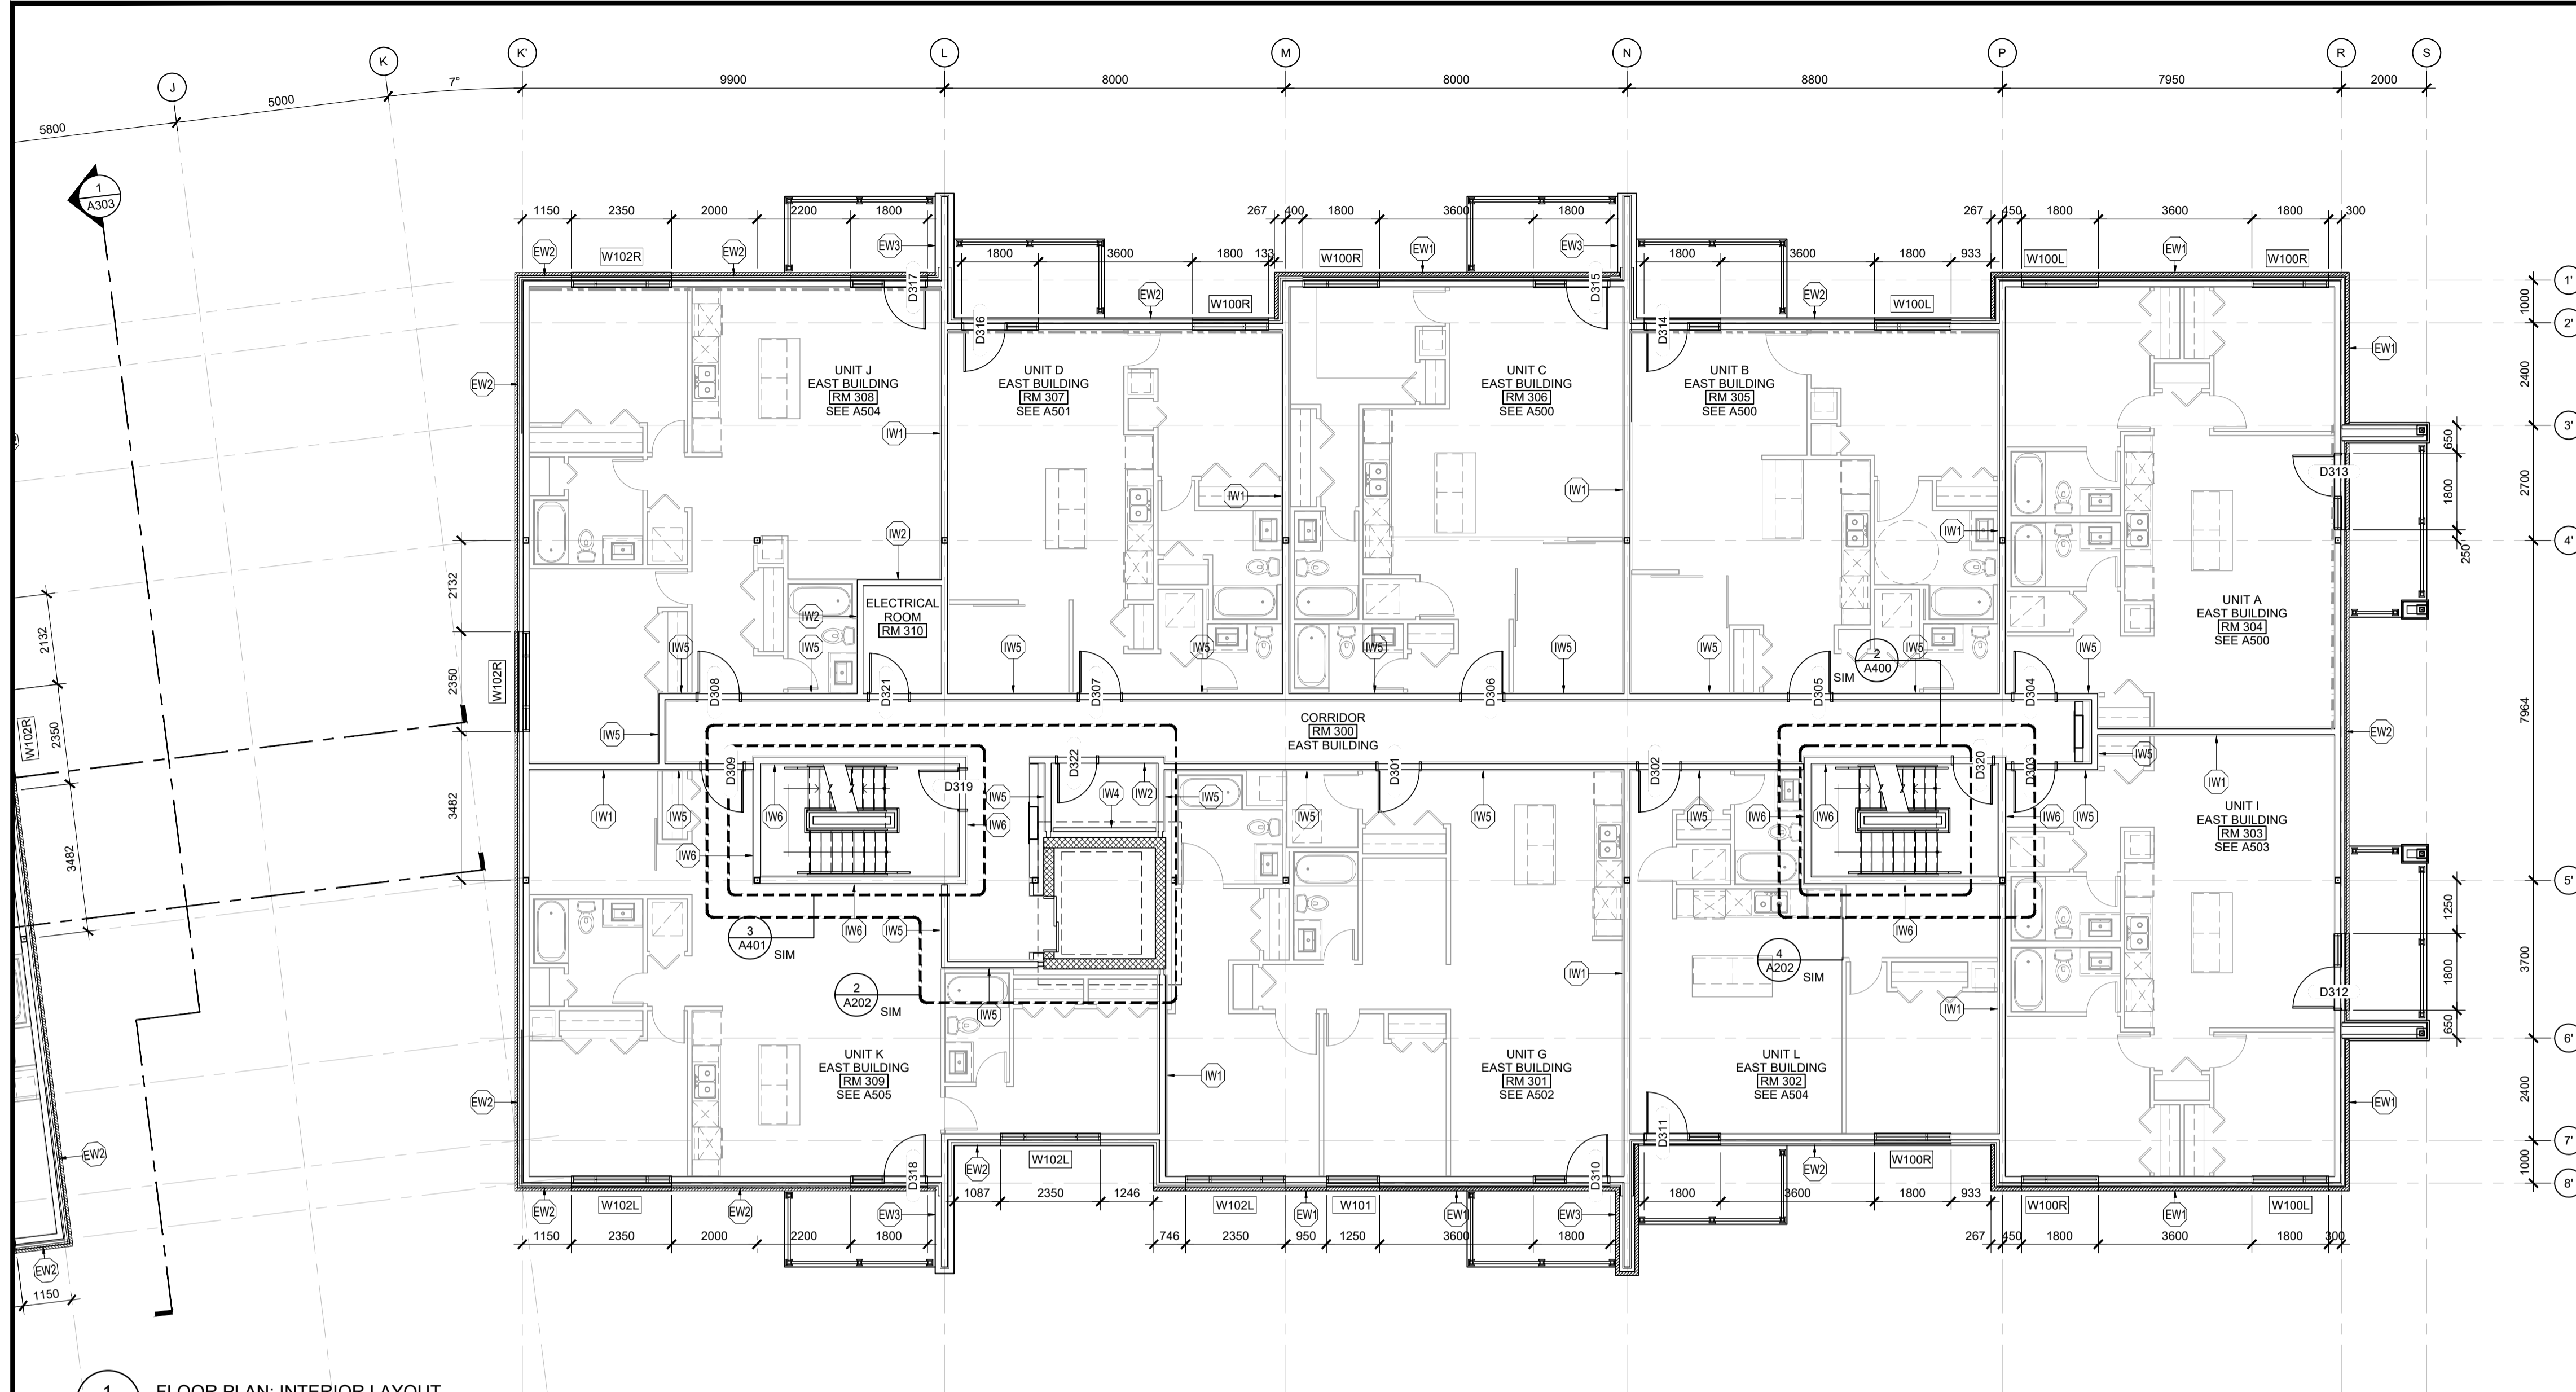 K'
L
M
N
P
R
S
K
J
7°
9900
8000
8000
8800
7950
2000
5000
5800
1
A303
1150
2350
2000
2200
1800
267
400
1800
3600
1800
267
450
1800
3600
1800
300
EW2
W102R
EW2
EW3
1800
3600
1800
133
W100R
EW1
EW3
1800
3600
1800
933
W100L
EW1
W100R
D317
D316
EW2
W100R
D315
D314
EW2
W100L
1'
1000
2'
2400
3'
2700
4'
7964
5'
3700
6'
2400
7'
1000
8'
EW2
EW1
UNIT J
EAST BUILDING
RM 308
SEE A504
UNIT D
EAST BUILDING
RM 307
SEE A501
UNIT C
EAST BUILDING
RM 306
SEE A500
UNIT B
EAST BUILDING
RM 305
SEE A500
IW1
IW1
IW1
IW1
650
1800
250
D313
IW2
2132
2350
3482
W102R
2132
2350
3482
W102R
ELECTRICAL
ROOM
RM 310
IW2
UNIT A
EAST BUILDING
RM 304
SEE A500
IW5
IW5
IW5
IW5
IW5
IW5
IW5
IW5
IW5
2
A400
SIM
D308
D321
D307
D306
D305
D304
CORRIDOR
RM 300
EAST BUILDING
IW5
IW5
EW2
D309
D319
D322
D301
D302
D320
D303
IW1
IW5
IW6
IW5
IW4
IW2
IW5
IW5
IW5
IW5
IW6
IW6
IW6
IW5
IW1
IW6
IW6
UNIT I
EAST BUILDING
RM 303
SEE A503
IW6
IW5
IW6
3
A401
SIM
2
A202
SIM
4
A202
SIM
1250
1800
650
D312
IW5
IW1
IW1
IW1
UNIT K
EAST BUILDING
RM 309
SEE A505
UNIT G
EAST BUILDING
RM 301
SEE A502
UNIT L
EAST BUILDING
RM 302
SEE A504
EW2
EW1
D318
D310
D311
EW2
W102L
EW2
W100R
EW2
W102L
EW2
EW3
1087
2350
1246
W102L
EW1
W101
EW1
EW3
1800
3600
1800
933
W100R
EW1
W100L
1150
2350
2000
2200
1800
746
2350
950
1250
3600
1800
267
450
1800
3600
1800
300
EW2
EW2
1150
1
FLOOR PLAN: INTERIOR LAYOUT